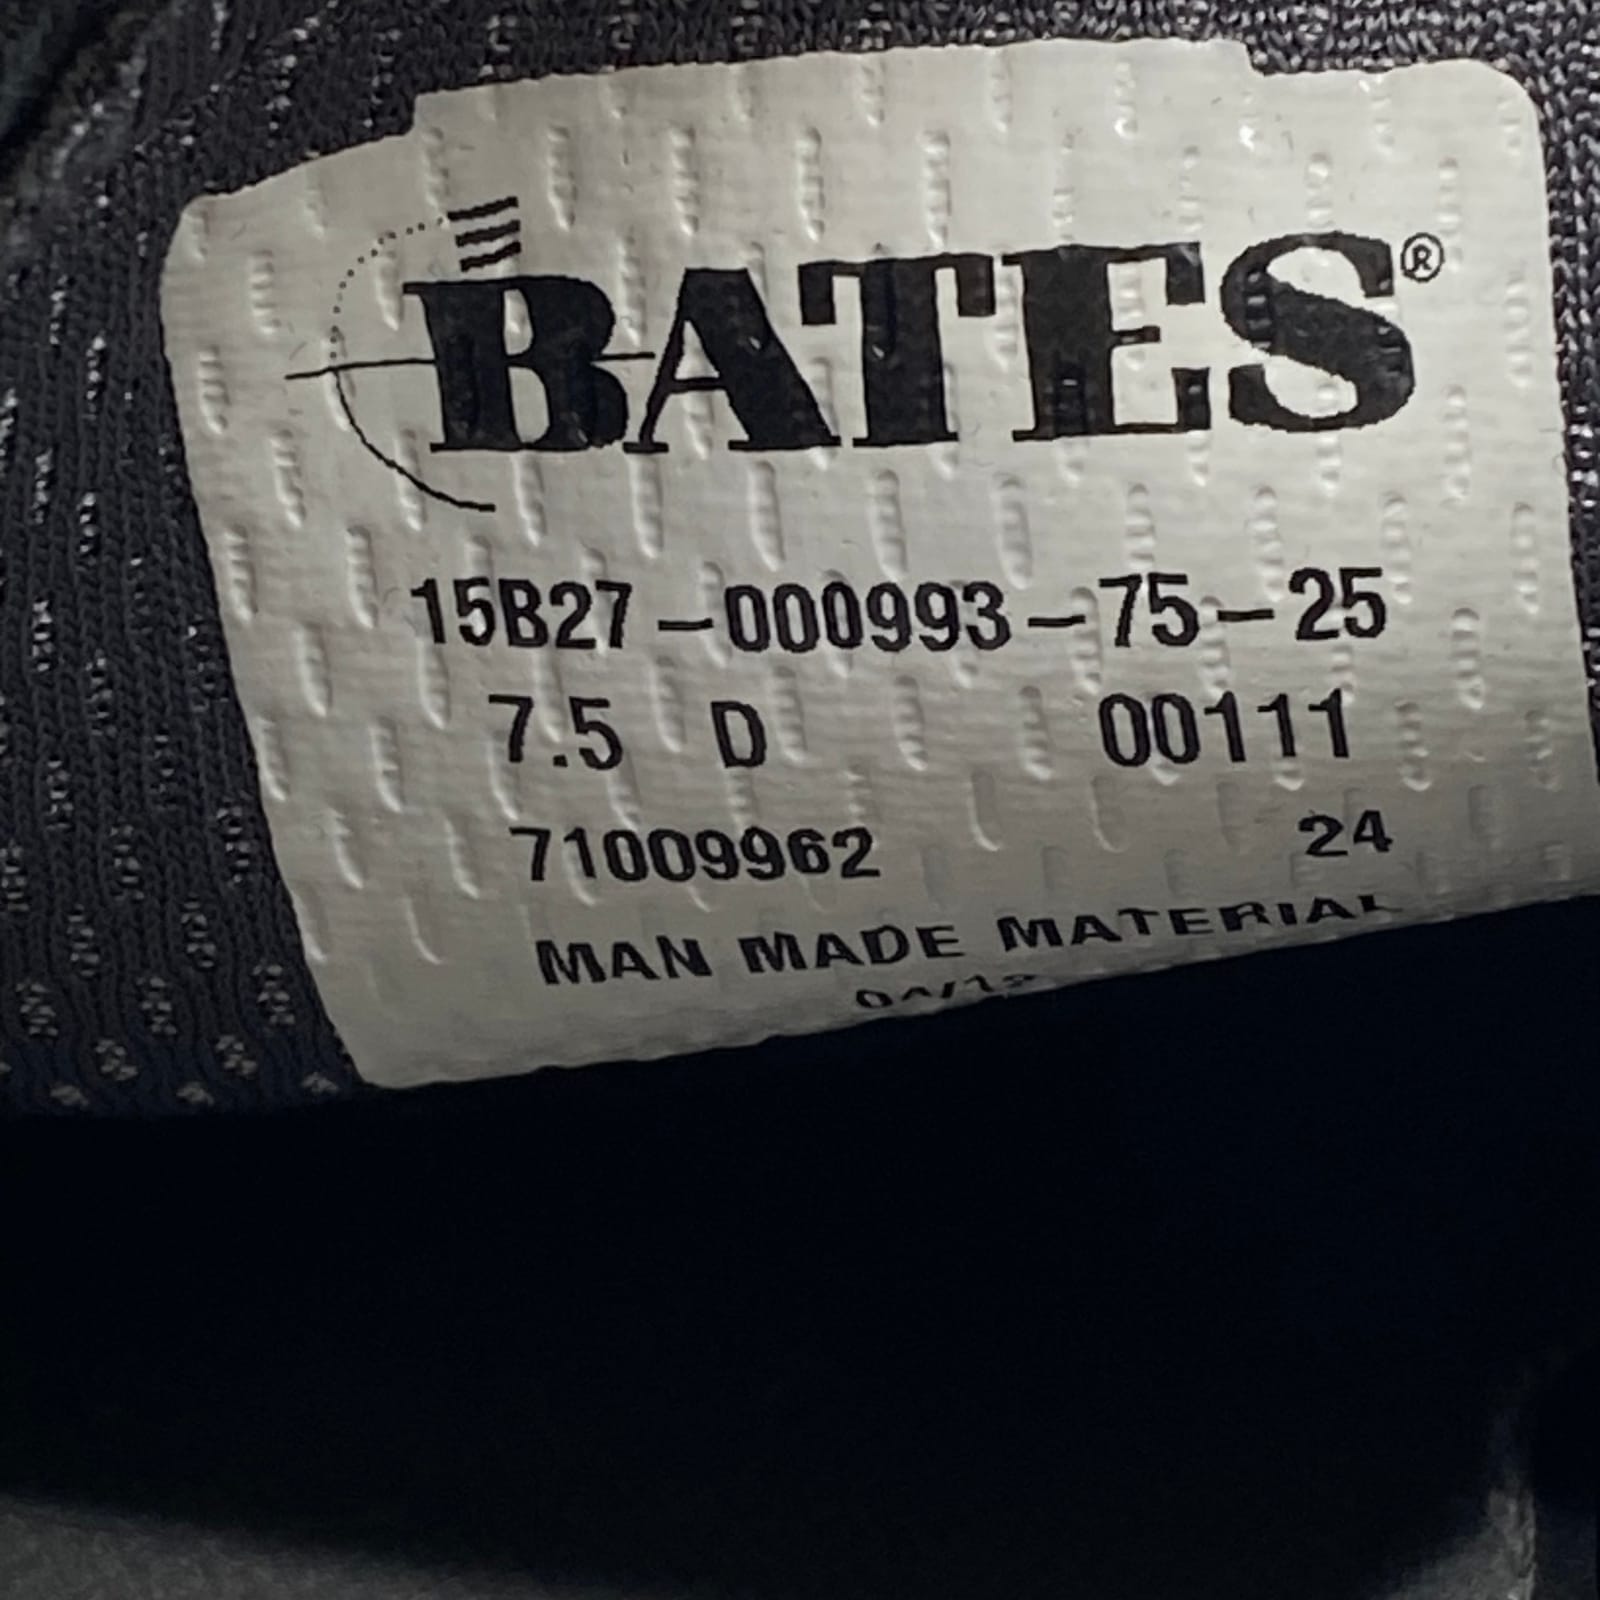 BATES®
15B27-000993-75-25
7.5 D 00111
71009962 24
MAN MADE MATERIAL